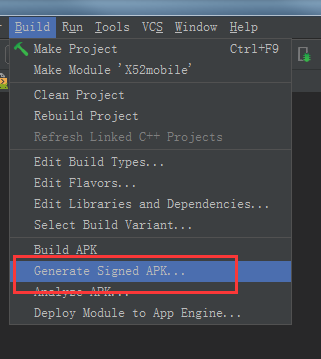 Build Run Tools VCS Window Help
Make Project Ctrl+F9
Make Module 'X52mobile'
Clean Project
Rebuild Project
Refresh Linked C++ Projects
Edit Build Types...
Edit Flavors...
Edit Libraries and Dependencies...
Select Build Variant...
Build APK
Generate Signed APK...
Analyze APK...
Deploy Module to App Engine...